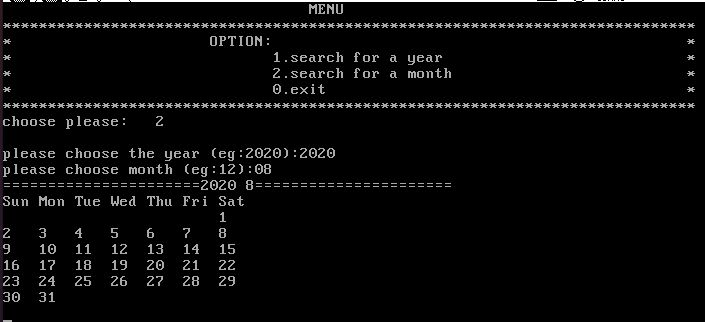 MENU
************************************************************************************
* OPTION: *
* 1.search for a year *
* 2.search for a month *
* 0.exit *
************************************************************************************
choose please: 2
please choose the year (eg:2020):2020
please choose month (eg:12):08
======================2020 8======================
Sun Mon Tue Wed Thu Fri Sat
1
2 3 4 5 6 7 8
9 10 11 12 13 14 15
16 17 18 19 20 21 22
23 24 25 26 27 28 29
30 31